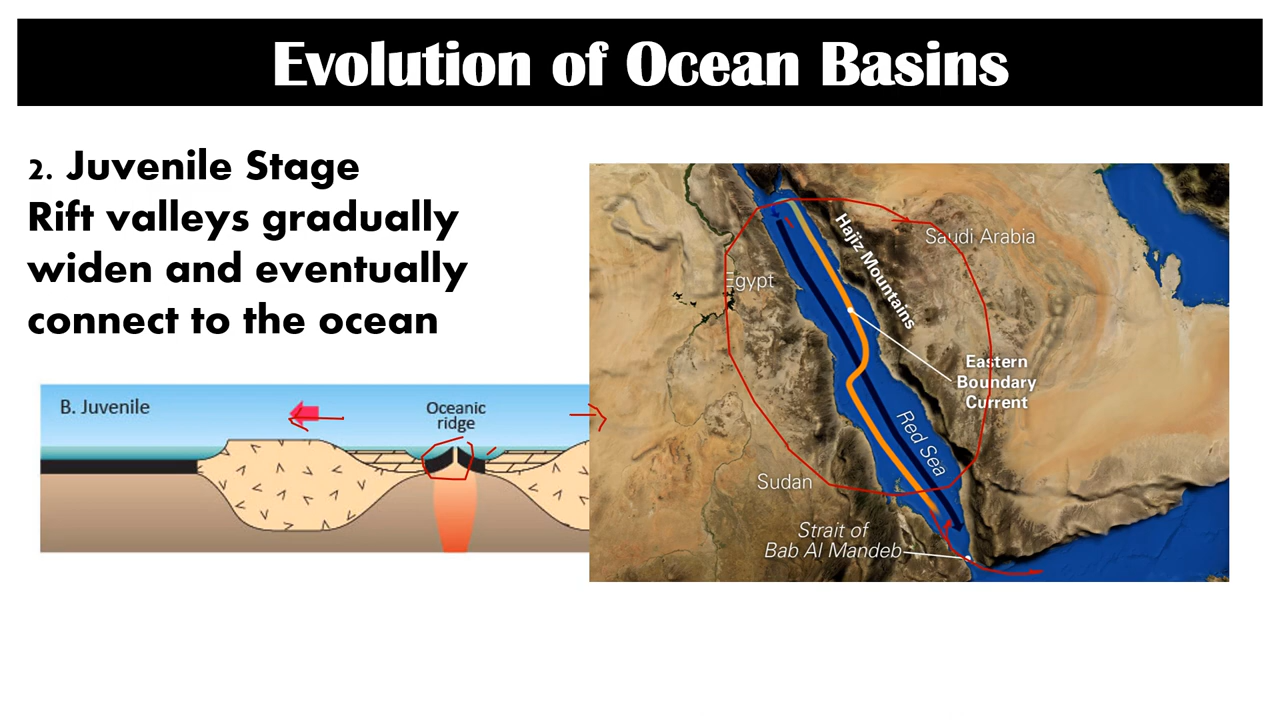 Evolution of Ocean Basins
2. Juvenile Stage
Rift valleys gradually
widen and eventually
connect to the ocean
B. Juvenile
Oceanic
ridge
Hajiz Mountains
Saudi Arabia
Egypt
Eastern
Boundary
Current
Red Sea
Sudan
Strait of
Bab Al Mandeb